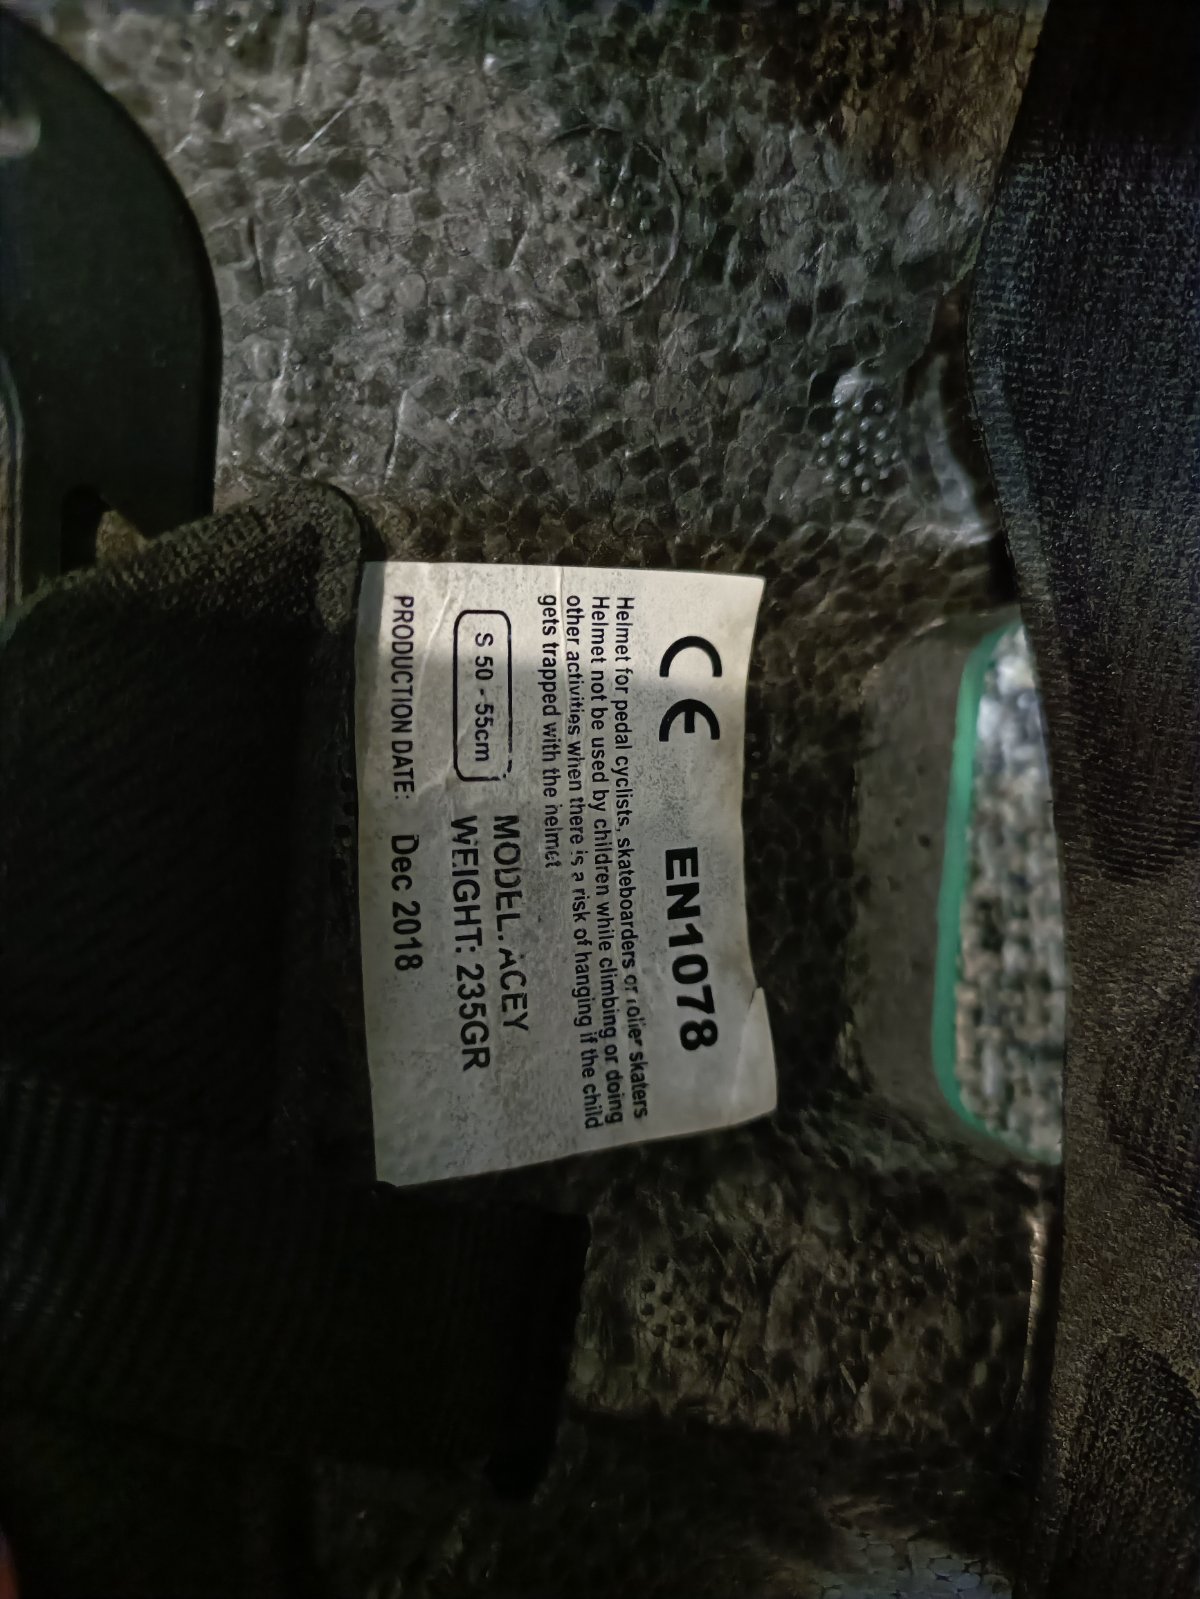 CE EN1078
Helmet for pedal cyclists, skateboarders or roller skaters
Helmet not be used by children while climbing or doing
other activities when there is a risk of hanging if the child
gets trapped with the helmet
S 50 - 55cm MODEL: ACEY
WEIGHT: 235GR
PRODUCTION DATE: Dec 2018